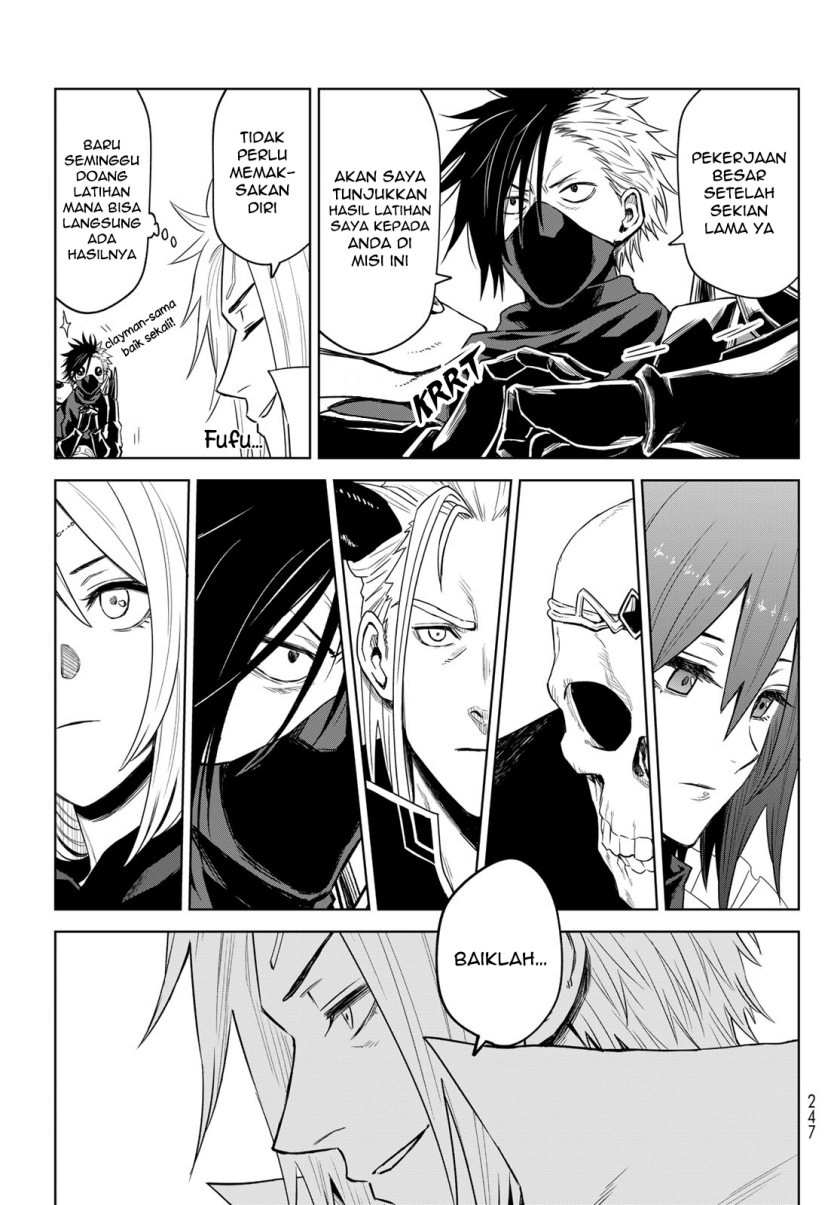 PEKERJAAN
BESAR
SETELAH
SEKIAN
LAMA YA
AKAN SAYA
TUNJUKKAN
HASIL LATIHAN
SAYA KEPADA
ANDA DI
MISI INI
KRRT
TIDAK
PERLU
MEMAK-
SAKAN
DIRI
BARU
SEMINGGU
DOANG
LATIHAN
MANA BISA
LANGSUNG
ADA
HASILNYA
clayman-sama
baik sekali!
Fufu...
BAIKLAH...
247